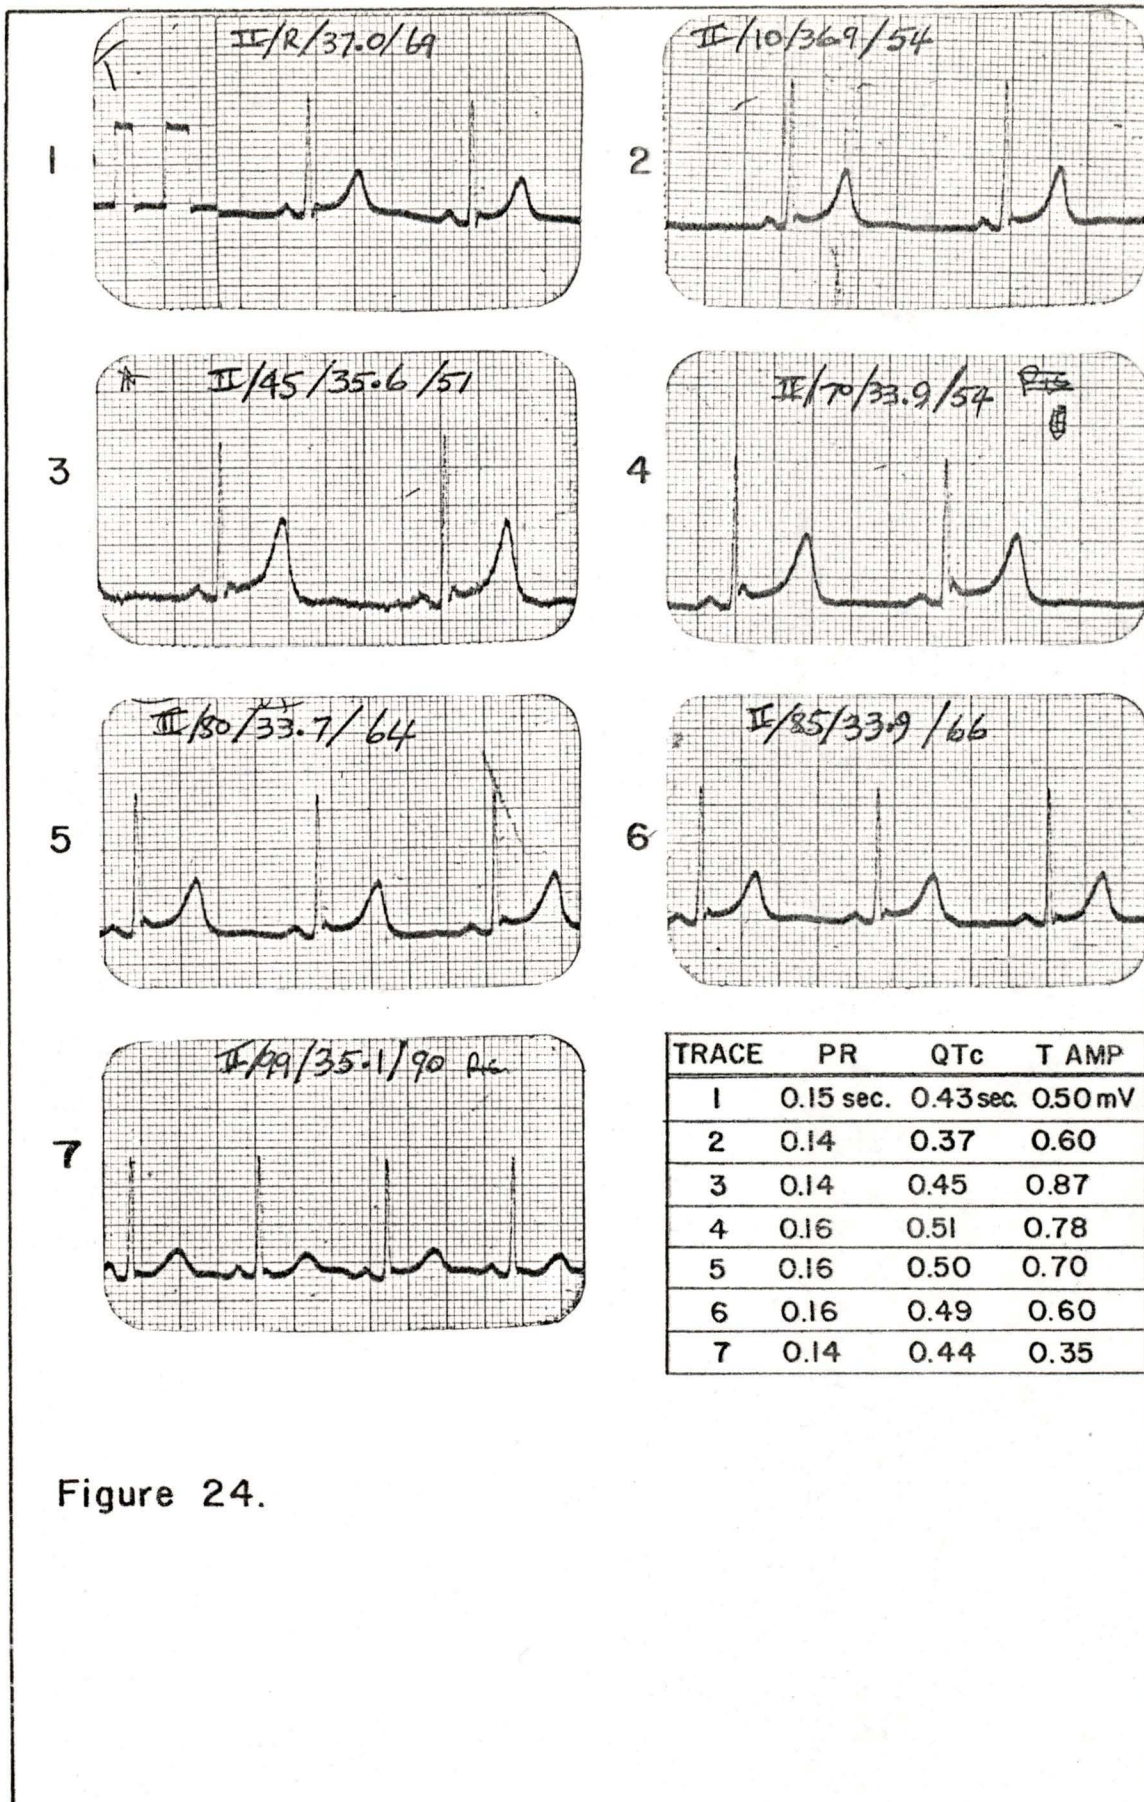 II/R/37.0/69
1
II/10/36.9/54
2
II/45/35.6/51
3
II/70/33.9/54
4
II/80/33.7/64
5
II/85/33.9/66
6
II/99/35.1/90
7
TRACE PR QTc T AMP
1 0.15 sec. 0.43 sec. 0.50 mV
2 0.14 0.37 0.60
3 0.14 0.45 0.87
4 0.16 0.51 0.78
5 0.16 0.50 0.70
6 0.16 0.49 0.60
7 0.14 0.44 0.35
Figure 24.